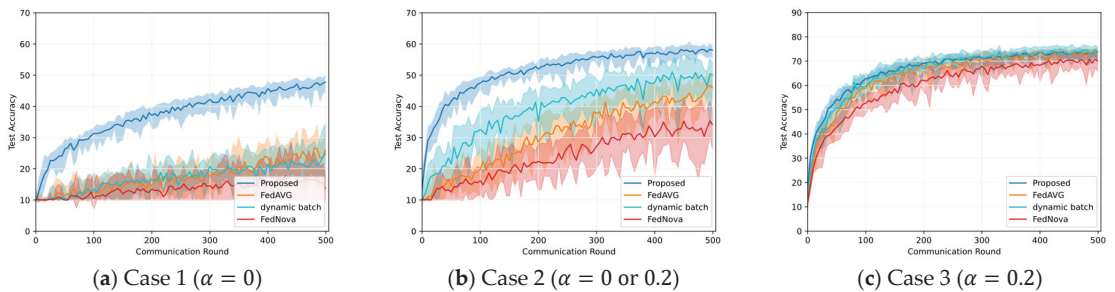 70
60
50
40
30
20
10
0
Test Accuracy
0 100 200 300 400 500
Communication Round
Proposed
FedAVG
dynamic batch
FedNova
(a) Case 1 (α = 0)
70
60
50
40
30
20
10
0
Test Accuracy
0 100 200 300 400 500
Communication Round
Proposed
FedAVG
dynamic batch
FedNova
(b) Case 2 (α = 0 or 0.2)
90
80
70
60
50
40
30
20
10
0
Test Accuracy
0 100 200 300 400 500
Communication Round
Proposed
FedAVG
dynamic batch
FedNova
(c) Case 3 (α = 0.2)